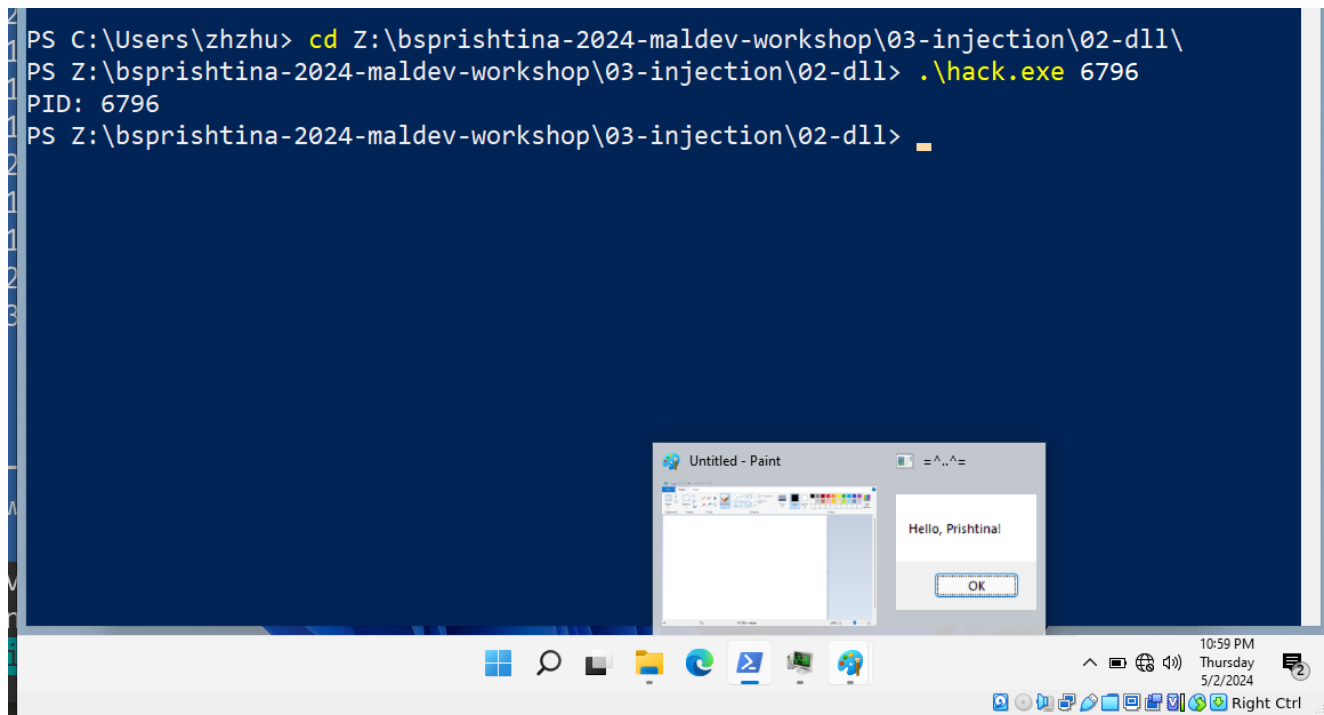 PS C:\Users\zhzhu> cd Z:\bsprishtina-2024-maldev-workshop\03-injection\02-dll\
PS Z:\bsprishtina-2024-maldev-workshop\03-injection\02-dll> .\hack.exe 6796
PID: 6796
PS Z:\bsprishtina-2024-maldev-workshop\03-injection\02-dll>
Untitled - Paint
=^..^=
Hello, Prishtina!
OK
10:59 PM
Thursday
5/2/2024
2
Right Ctrl